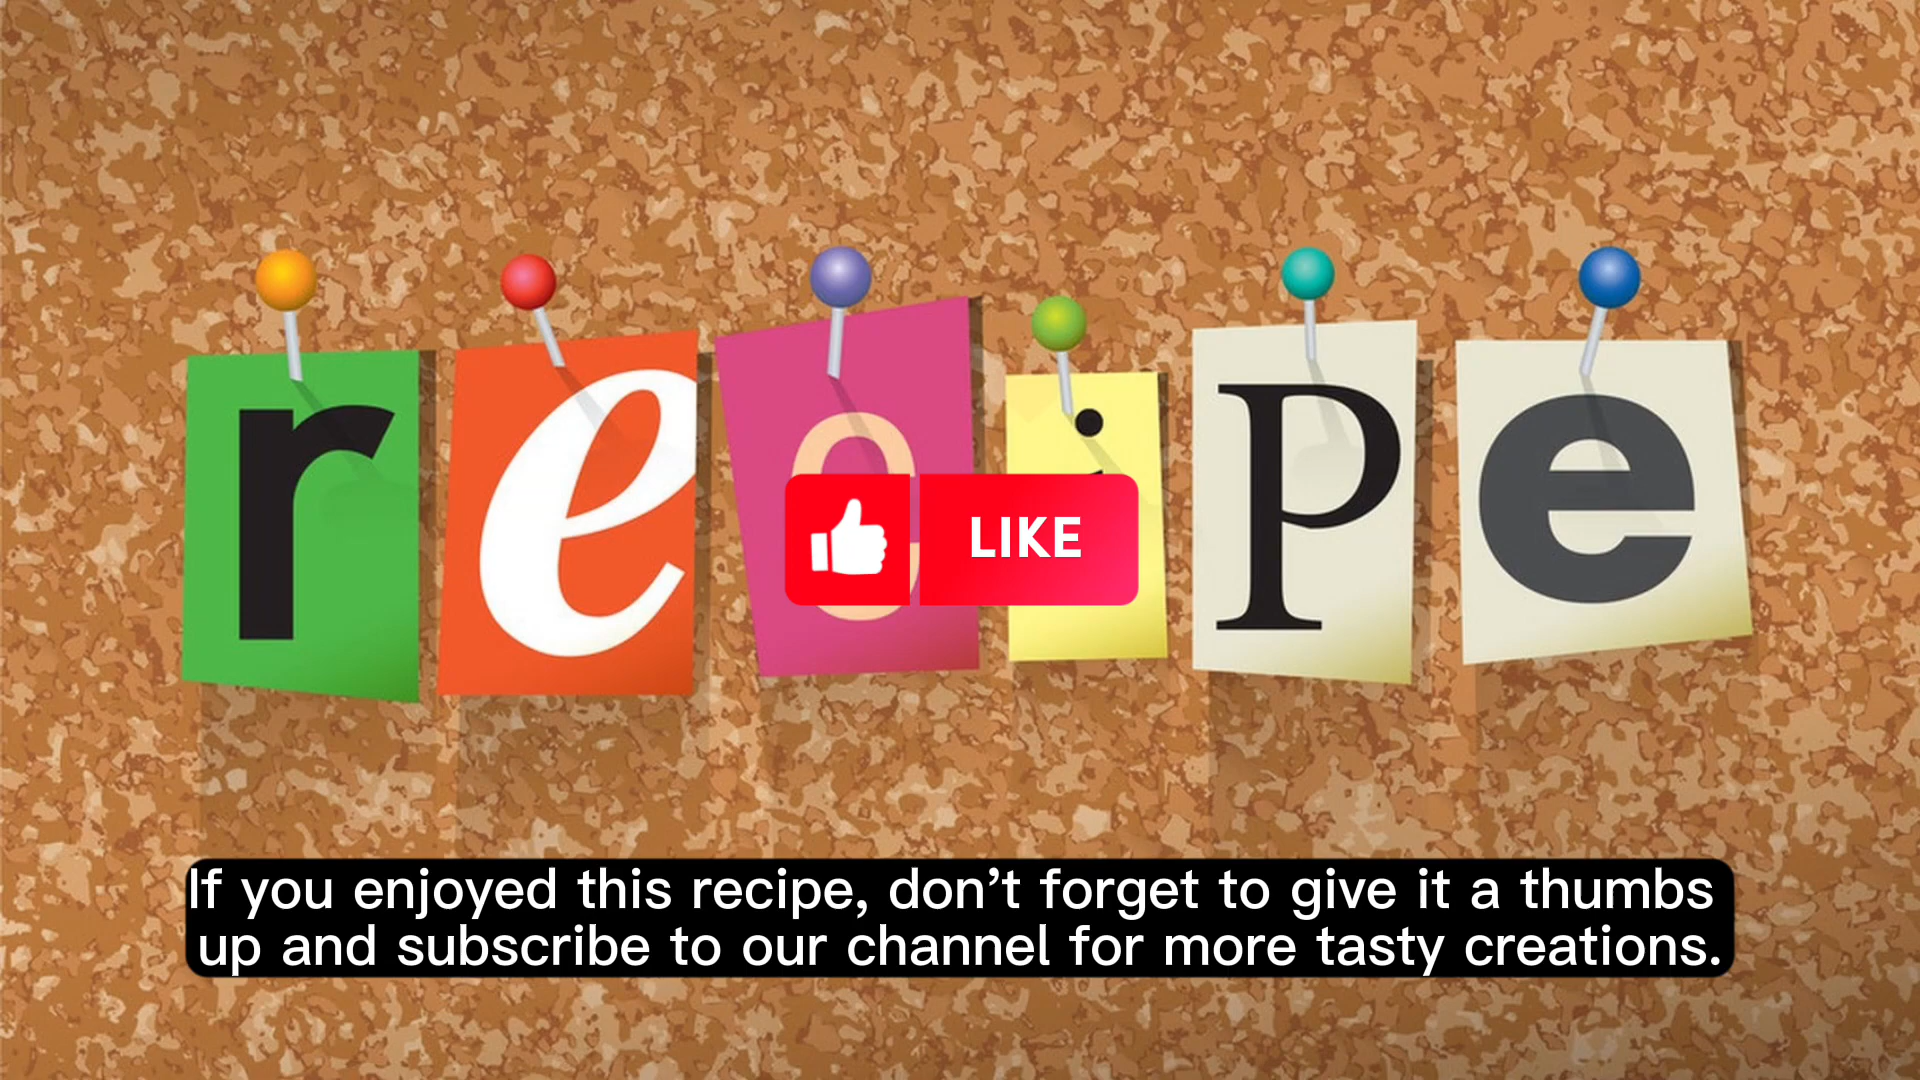 recipe
LIKE
If you enjoyed this recipe, don’t forget to give it a thumbs
up and subscribe to our channel for more tasty creations.